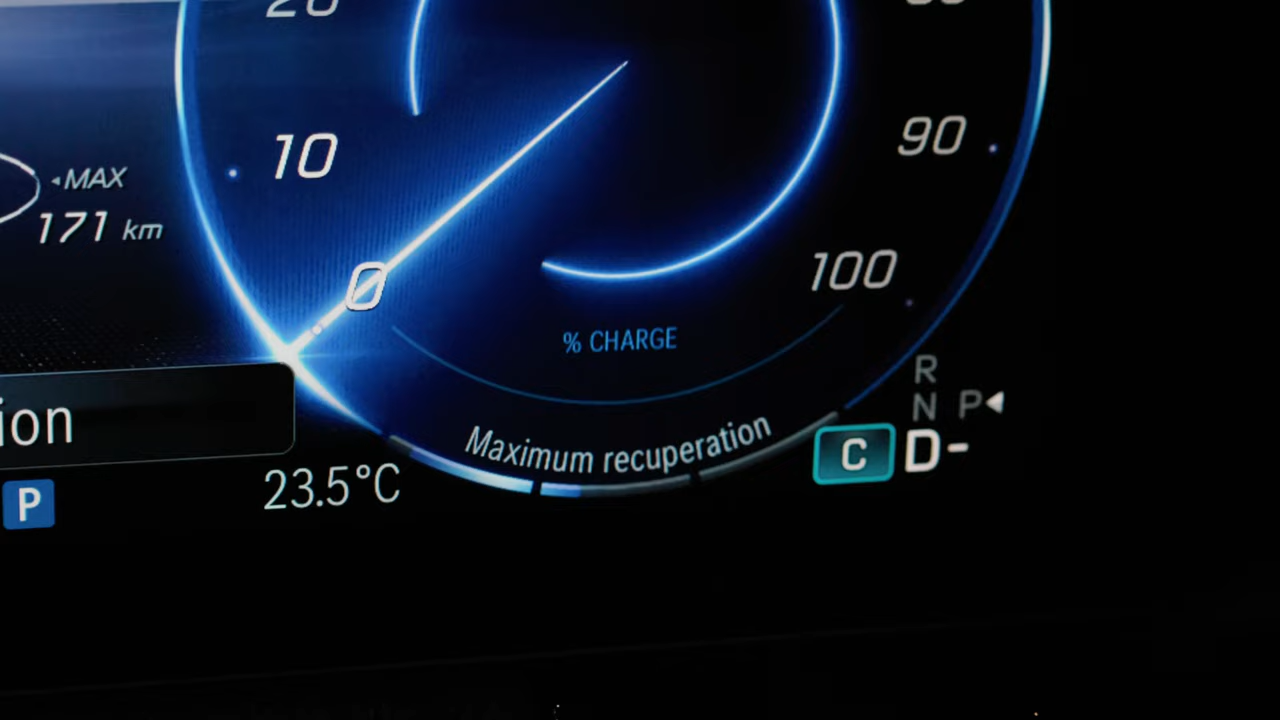 20
10
90
◂MAX
171 km
0
100
% CHARGE
R
N P◂
ion
Maximum recuperation
C D-
23.5°C
P